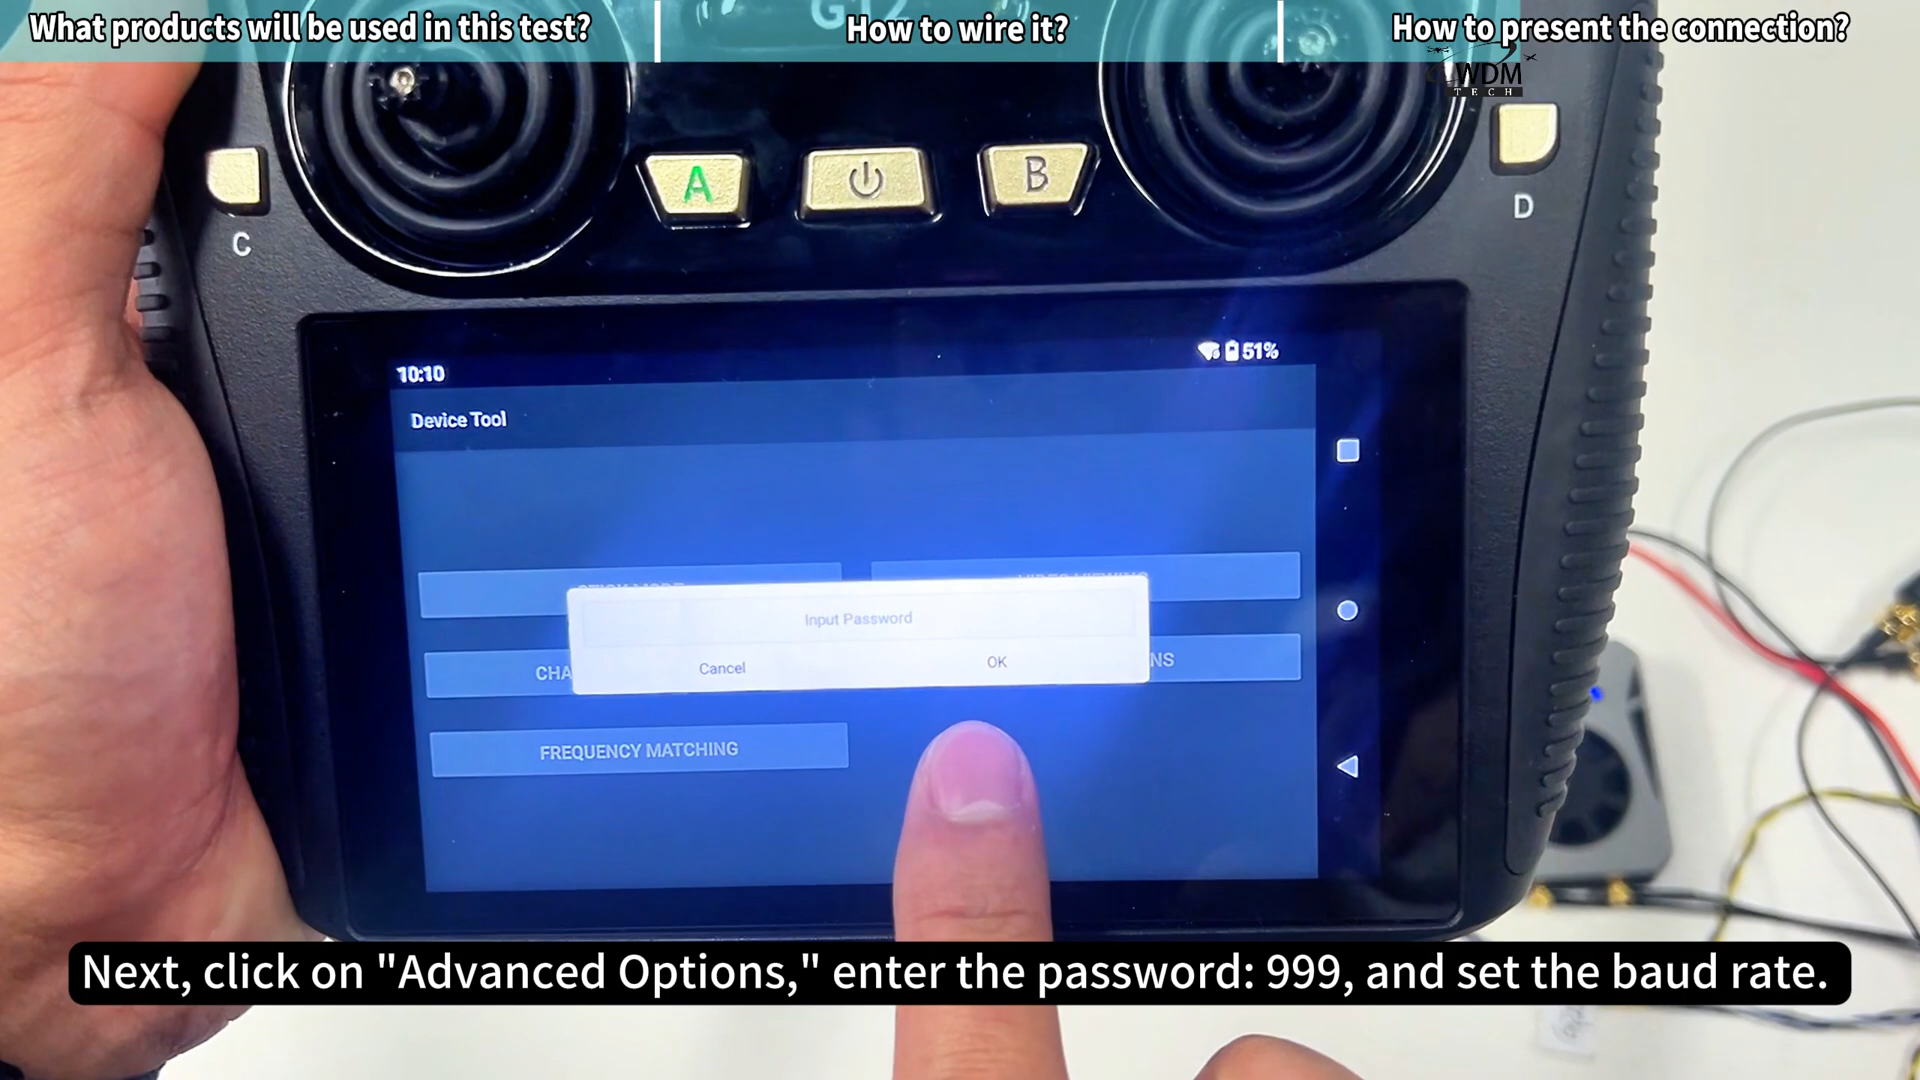 What products will be used in this test?
How to wire it?
How to present the connection?
WDM
TECH
A
B
C
D
10:10
51%
Device Tool
Input Password
CHA
Cancel
OK
NS
FREQUENCY MATCHING
Next, click on "Advanced Options," enter the password: 999, and set the baud rate.